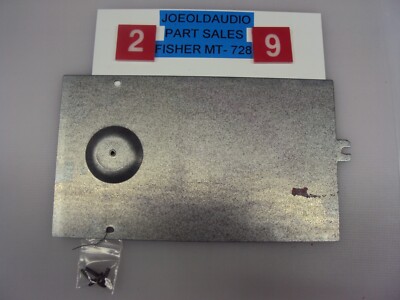 JOEOLDAUDIO
PART SALES
FISHER MT- 728
2
9